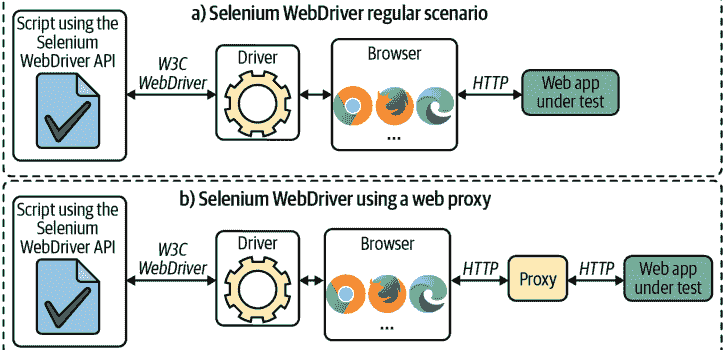 a) Selenium WebDriver regular scenario
Script using the
Selenium
WebDriver API
W3C
WebDriver
Driver
Browser
...
HTTP
Web app
under test
b) Selenium WebDriver using a web proxy
Script using the
Selenium
WebDriver API
W3C
WebDriver
Driver
Browser
...
HTTP
Proxy
HTTP
Web app
under test